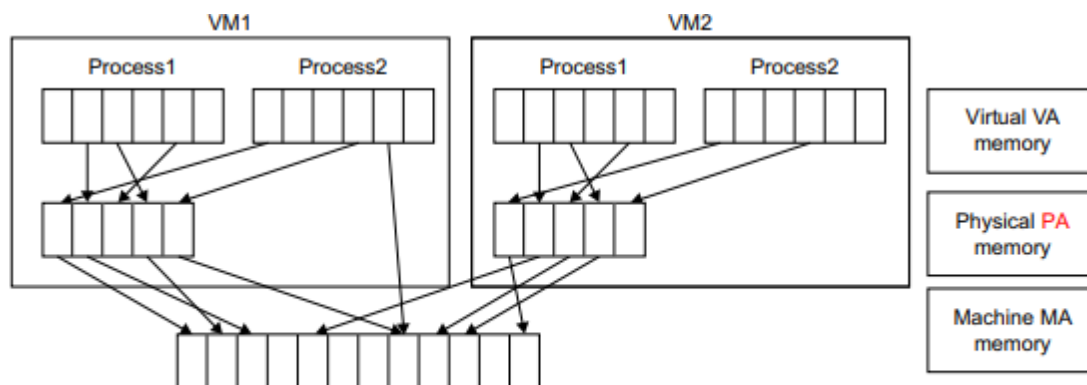 VM1
VM2
Process1
Process2
Process1
Process2
Virtual VA
memory
Physical PA
memory
Machine MA
memory